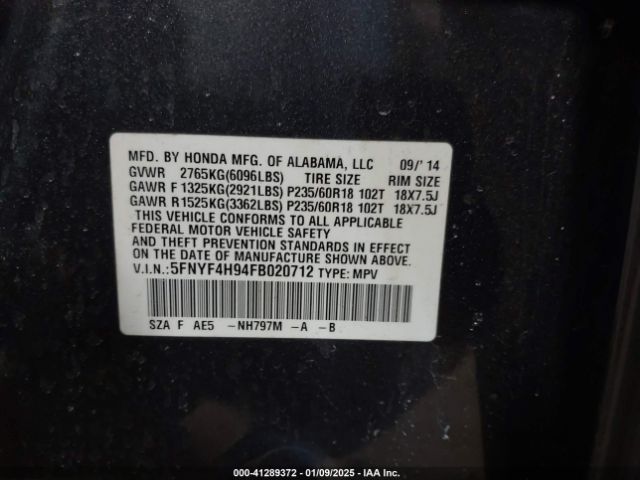 MFD. BY HONDA MFG. OF ALABAMA, LLC 09/' 14
GVWR 2765KG(6096LBS) TIRE SIZE RIM SIZE
GAWR F 1325KG(2921LBS) P235/60R18 102T 18X7.5J
GAWR R 1525KG(3362LBS) P235/60R18 102T 18X7.5J
THIS VEHICLE CONFORMS TO ALL APPLICABLE
FEDERAL MOTOR VEHICLE SAFETY
AND THEFT PREVENTION STANDARDS IN EFFECT
ON THE DATE OF MANUFACTURE SHOWN ABOVE.
V.I.N.:5FNYF4H94FB020712 TYPE: MPV
SZA F AE5 -NH797M -A -B
000-41289372 | 01/09/2025 | IAA Inc.